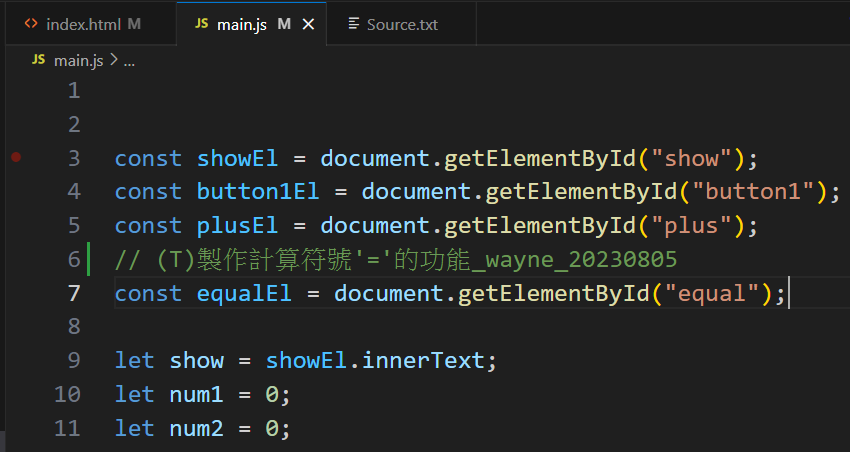 index.html M
JS main.js M
Source.txt
JS main.js > ...
1
2
3 const showEl = document.getElementById("show");
4 const button1El = document.getElementById("button1");
5 const plusEl = document.getElementById("plus");
6 // (T)製作計算符號'='的功能_wayne_20230805
7 const equalEl = document.getElementById("equal");
8
9 let show = showEl.innerText;
10 let num1 = 0;
11 let num2 = 0;